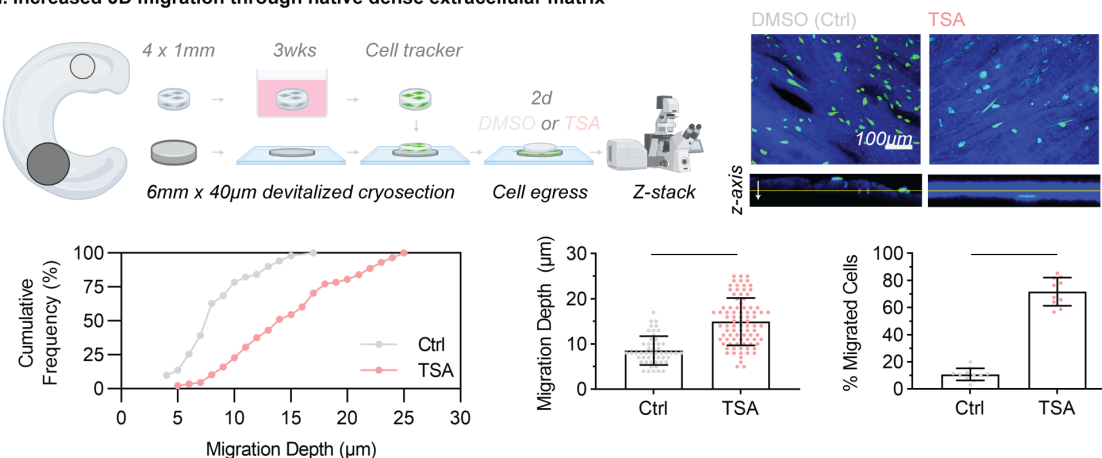 Increased 3D migration through native dense extracellular matrix
4 x 1mm
3wks
Cell tracker
2d
DMSO or TSA
6mm x 40µm devitalized cryosection
Cell egress
Z-stack
DMSO (Ctrl)
TSA
100µm
z-axis
Cumulative
Frequency (%)
100
75
50
25
0
0 5 10 15 20 25 30
Migration Depth (µm)
Ctrl
TSA
Migration Depth (µm)
30
20
10
0
Ctrl TSA
% Migrated Cells
100
80
60
40
20
0
Ctrl TSA